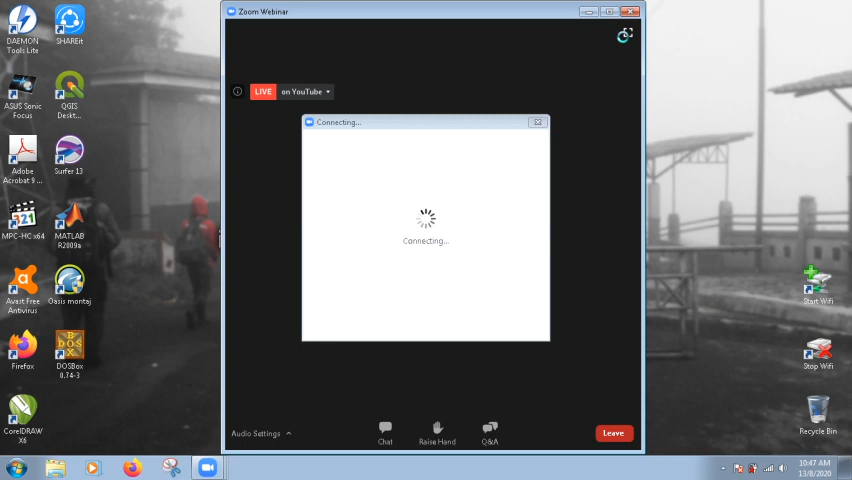 Zoom Webinar
LIVE on YouTube
Connecting...
Connecting...
Audio Settings
Chat
Raise Hand
Q&A
Leave
DAEMON
Tools Lite
SHAREit
ASUS Sonic
Focus
QGIS
Deskt...
Adobe
Acrobat 9 ...
Surfer 13
MPC-HC x64
MATLAB
R2009a
Avast Free
Antivirus
Oasis montaj
Firefox
DOSBox
0.74-3
CorelDRAW
X6
Start Wifi
Stop Wifi
Recycle Bin
10:47 AM
13/8/2020